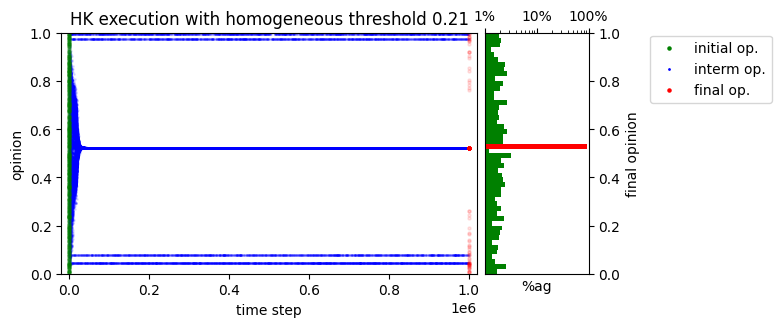 HK execution with homogeneous threshold 0.21
1% 10% 100%
1.0 1.0
0.8 0.8
0.6 0.6
0.4 0.4
0.2 0.2
0.0 0.0
opinion
final opinion
0.0 0.2 0.4 0.6 0.8 1.0
1e6
time step
%ag
initial op.
interm op.
final op.